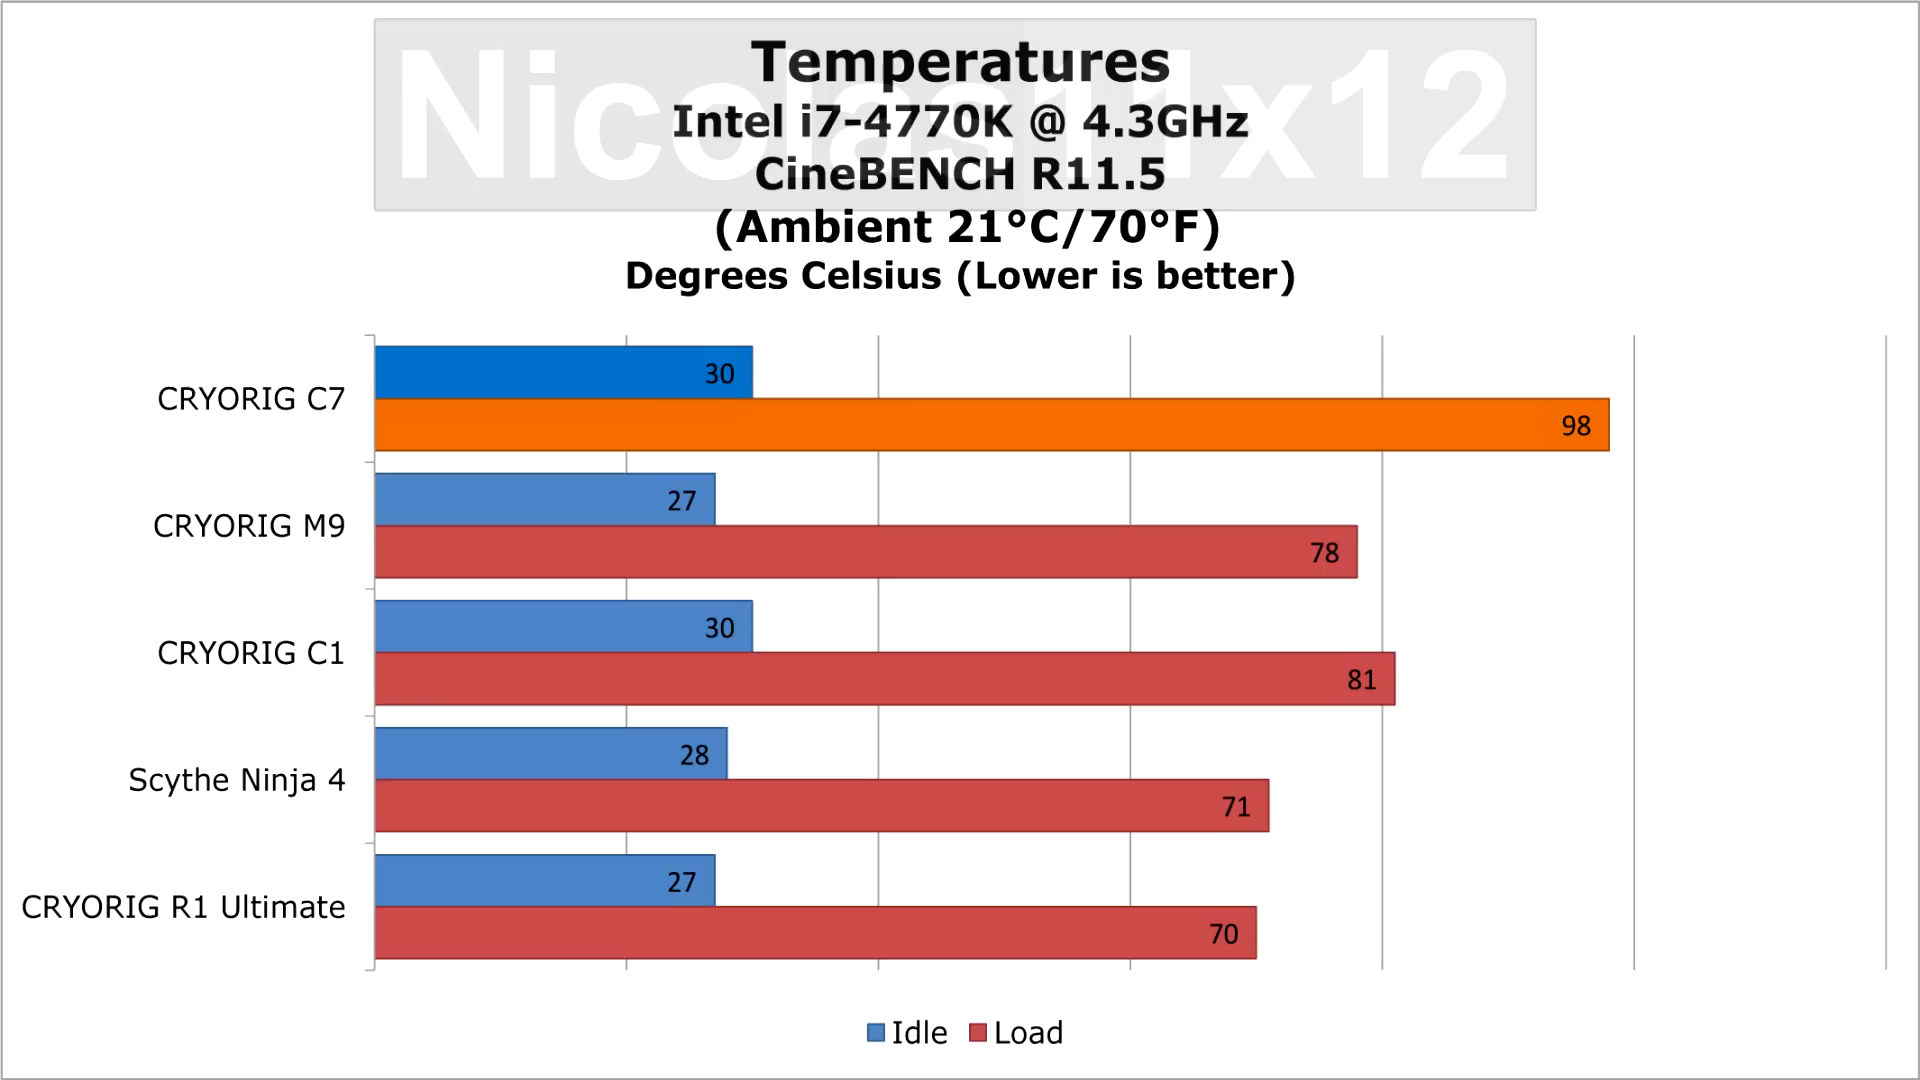 Nicolas11x12
Temperatures
Intel i7-4770K @ 4.3GHz
CineBENCH R11.5
(Ambient 21°C/70°F)
Degrees Celsius (Lower is better)
CRYORIG C7
30
98
CRYORIG M9
27
78
CRYORIG C1
30
81
Scythe Ninja 4
28
71
CRYORIG R1 Ultimate
27
70
Idle Load